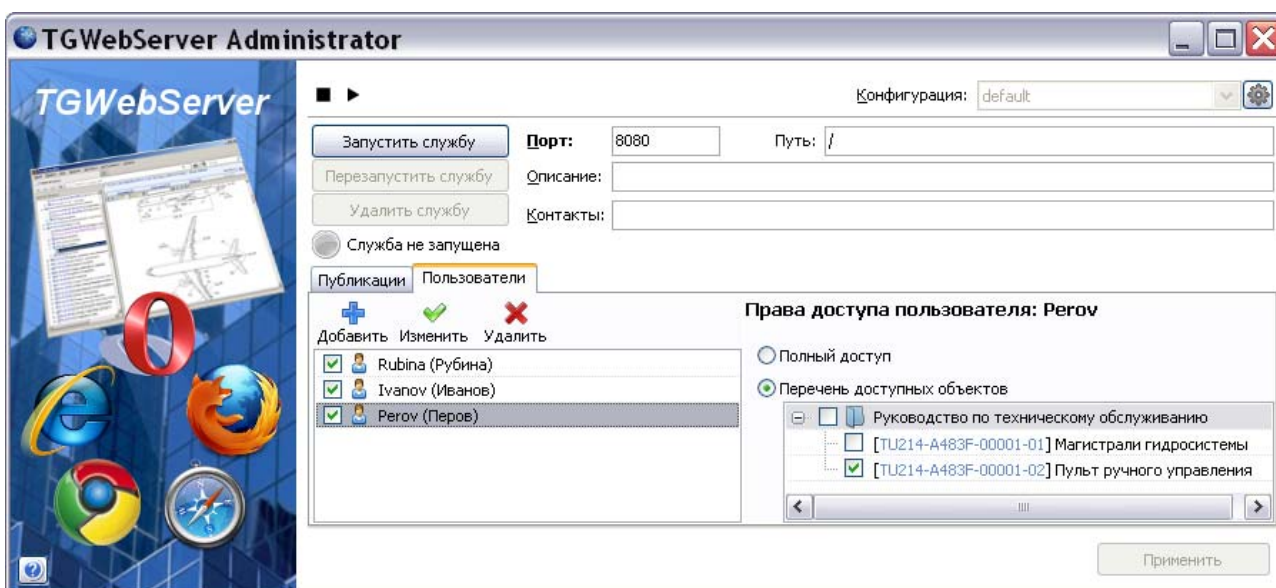 TGWebServer Administrator
TGWebServer
Конфигурация: default
Запустить службу Порт: 8080 Путь: /
Перезапустить службу Описание:
Удалить службу Контакты:
Служба не запущена
Публикации Пользователи
Добавить Изменить Удалить
Rubina (Рубина)
Ivanov (Иванов)
Perov (Перов)
Права доступа пользователя: Perov
Полный доступ
Перечень доступных объектов
Руководство по техническому обслуживанию
[TU214-A483F-00001-01] Магистрали гидросистемы
[TU214-A483F-00001-02] Пульт ручного управления
Применить